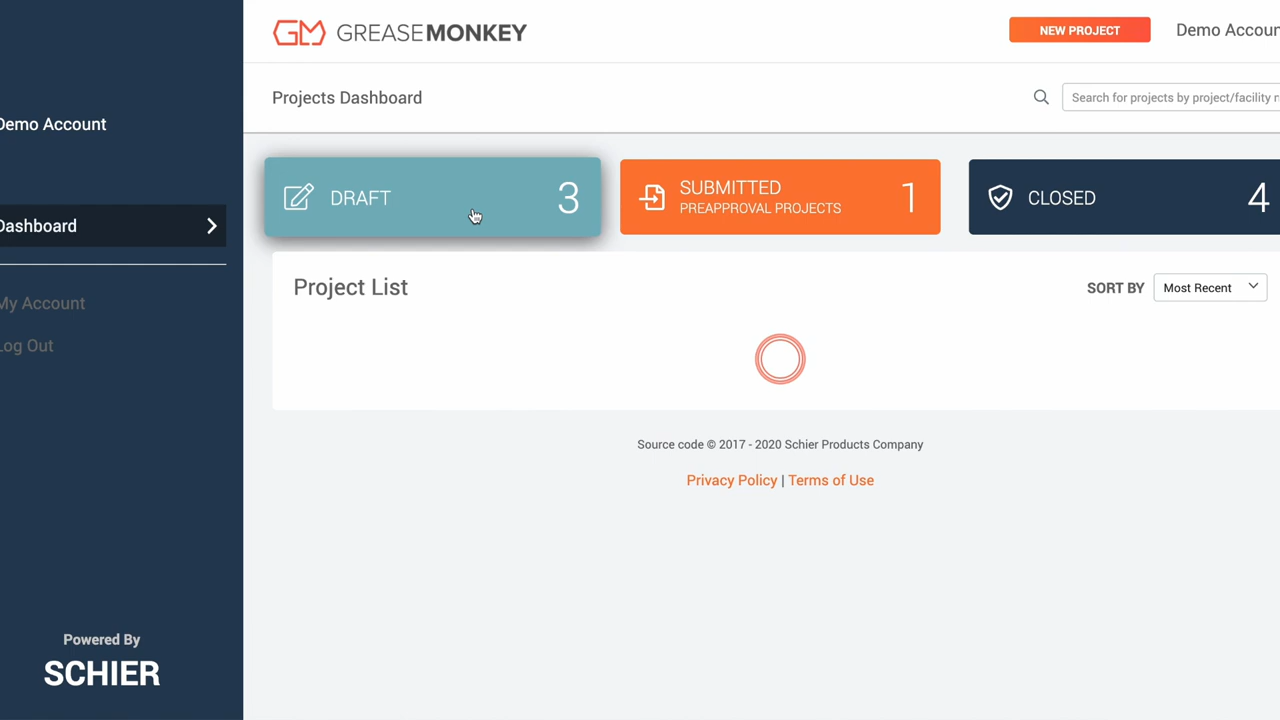 GM GREASEMONKEY
NEW PROJECT
Demo Accoun
Projects Dashboard
Search for projects by project/facility n
Demo Account
Dashboard
My Account
Log Out
DRAFT 3
SUBMITTED
PREAPPROVAL PROJECTS
1
CLOSED 4
Project List
SORT BY Most Recent
Source code © 2017 - 2020 Schier Products Company
Privacy Policy | Terms of Use
Powered By
SCHIER